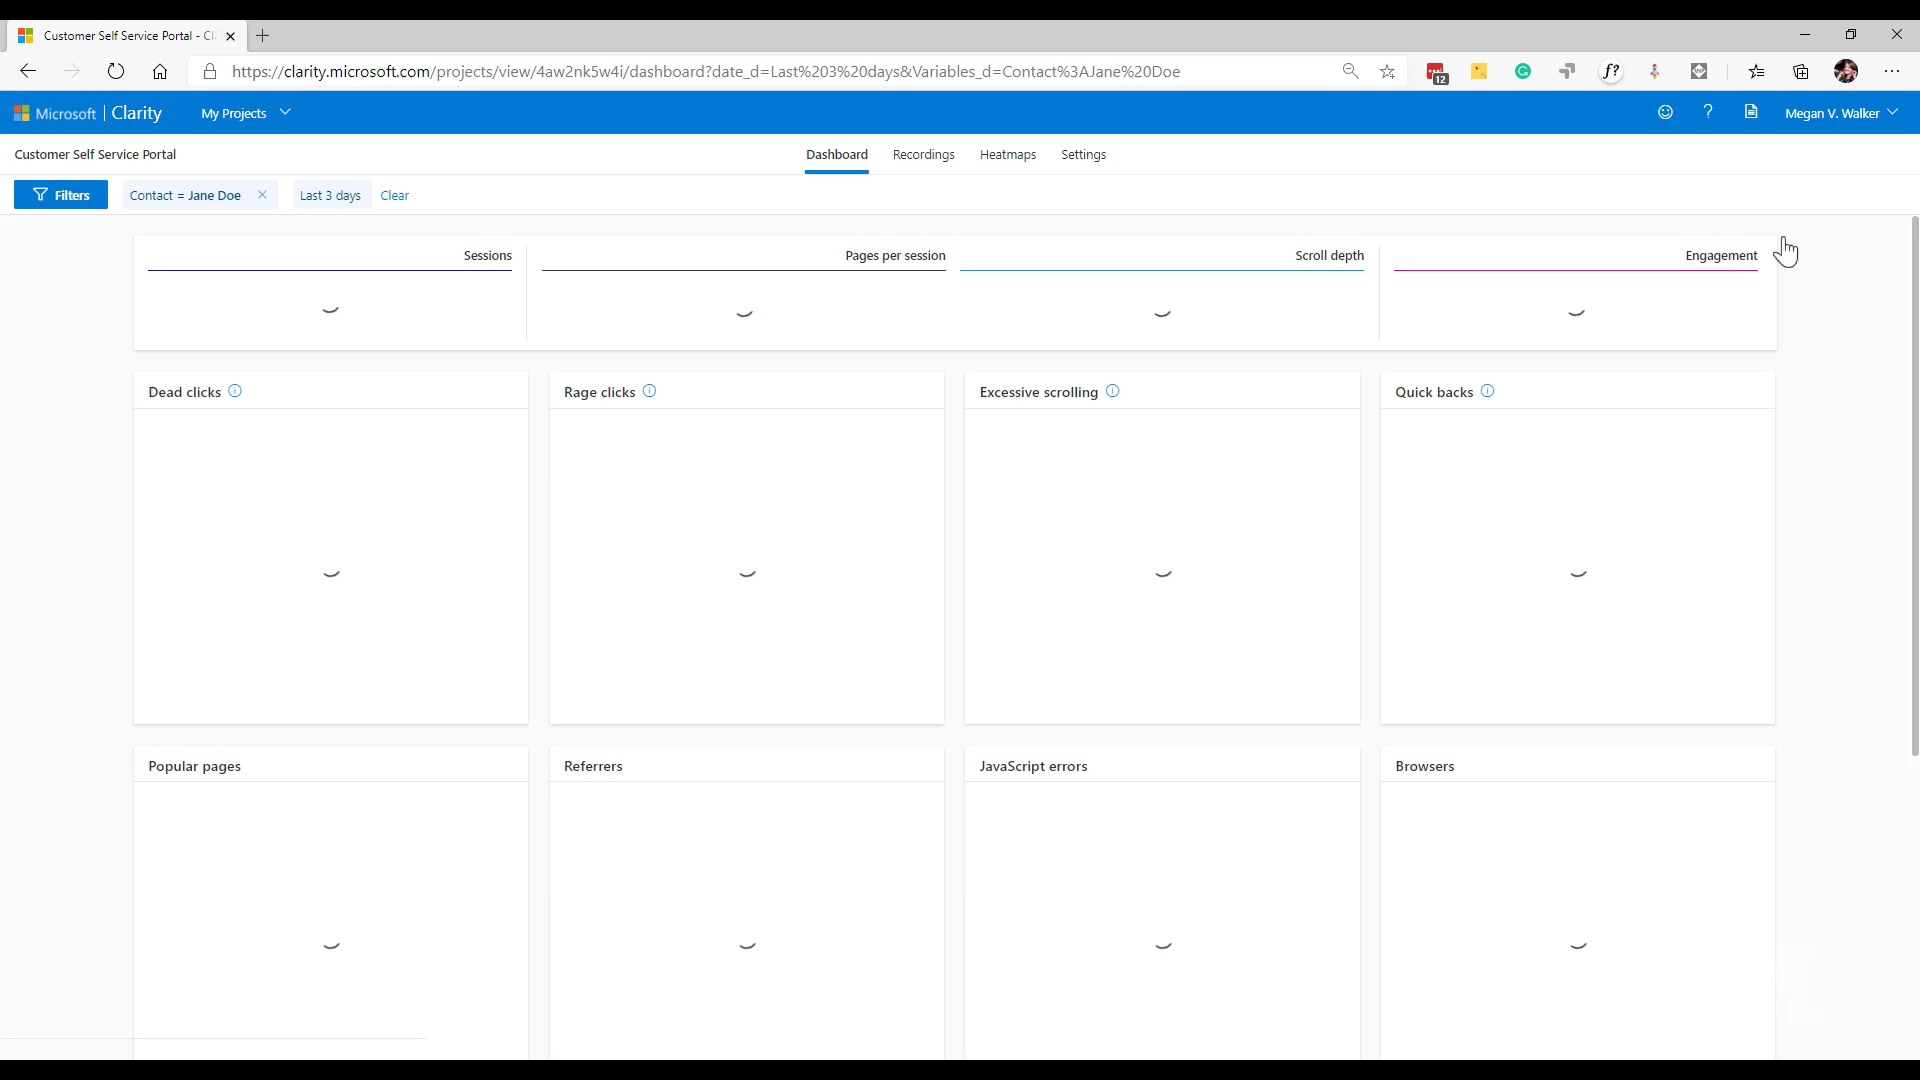 Customer Self Service Portal - Cl
https://clarity.microsoft.com/projects/view/4aw2nk5w4i/dashboard?date_d=Last%203%20days&Variables_d=Contact%3AJane%20Doe
12
f?
Microsoft | Clarity
My Projects
?
Megan V. Walker
Customer Self Service Portal
Dashboard
Recordings
Heatmaps
Settings
Filters
Contact = Jane Doe
Last 3 days
Clear
Sessions
Pages per session
Scroll depth
Engagement
Dead clicks
Rage clicks
Excessive scrolling
Quick backs
Popular pages
Referrers
JavaScript errors
Browsers